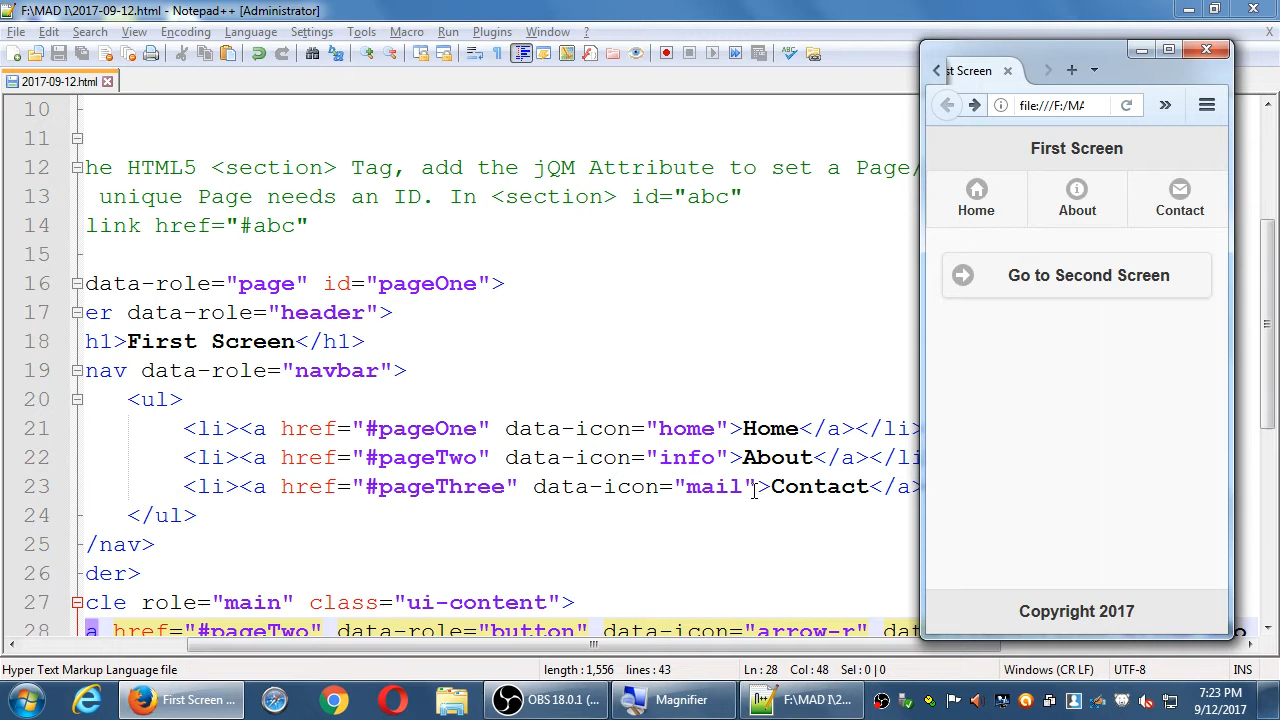 F:\MAD I\2017-09-12.html - Notepad++ [Administrator]
File Edit Search View Encoding Language Settings Tools Macro Run Plugins Window ? X
2017-09-12.html
10
11
12 he HTML5 <section> Tag, add the jQM Attribute to set a Page/
13 unique Page needs an ID. In <section> id="abc"
14 link href="#abc"
15
16 data-role="page" id="pageOne">
17 er data-role="header">
18 h1>First Screen</h1>
19 nav data-role="navbar">
20 <ul>
21 <li><a href="#pageOne" data-icon="home">Home</a></li>
22 <li><a href="#pageTwo" data-icon="info">About</a></li
23 <li><a href="#pageThree" data-icon="mail">Contact</a>
24 </ul>
25 /nav>
26 der>
27 cle role="main" class="ui-content">
28 a href="#pageTwo" data-role="button" data-icon="arrow-r" dat
st Screen
file:///F:/MA
First Screen
Home About Contact
Go to Second Screen
Copyright 2017
Hyper Text Markup Language file length : 1,556 lines : 43 Ln : 28 Col : 48 Sel : 0 | 0 Windows (CR LF) UTF-8 INS
First Screen ... OBS 18.0.1 (... Magnifier F:\MAD I\2... 7:23 PM
9/12/2017